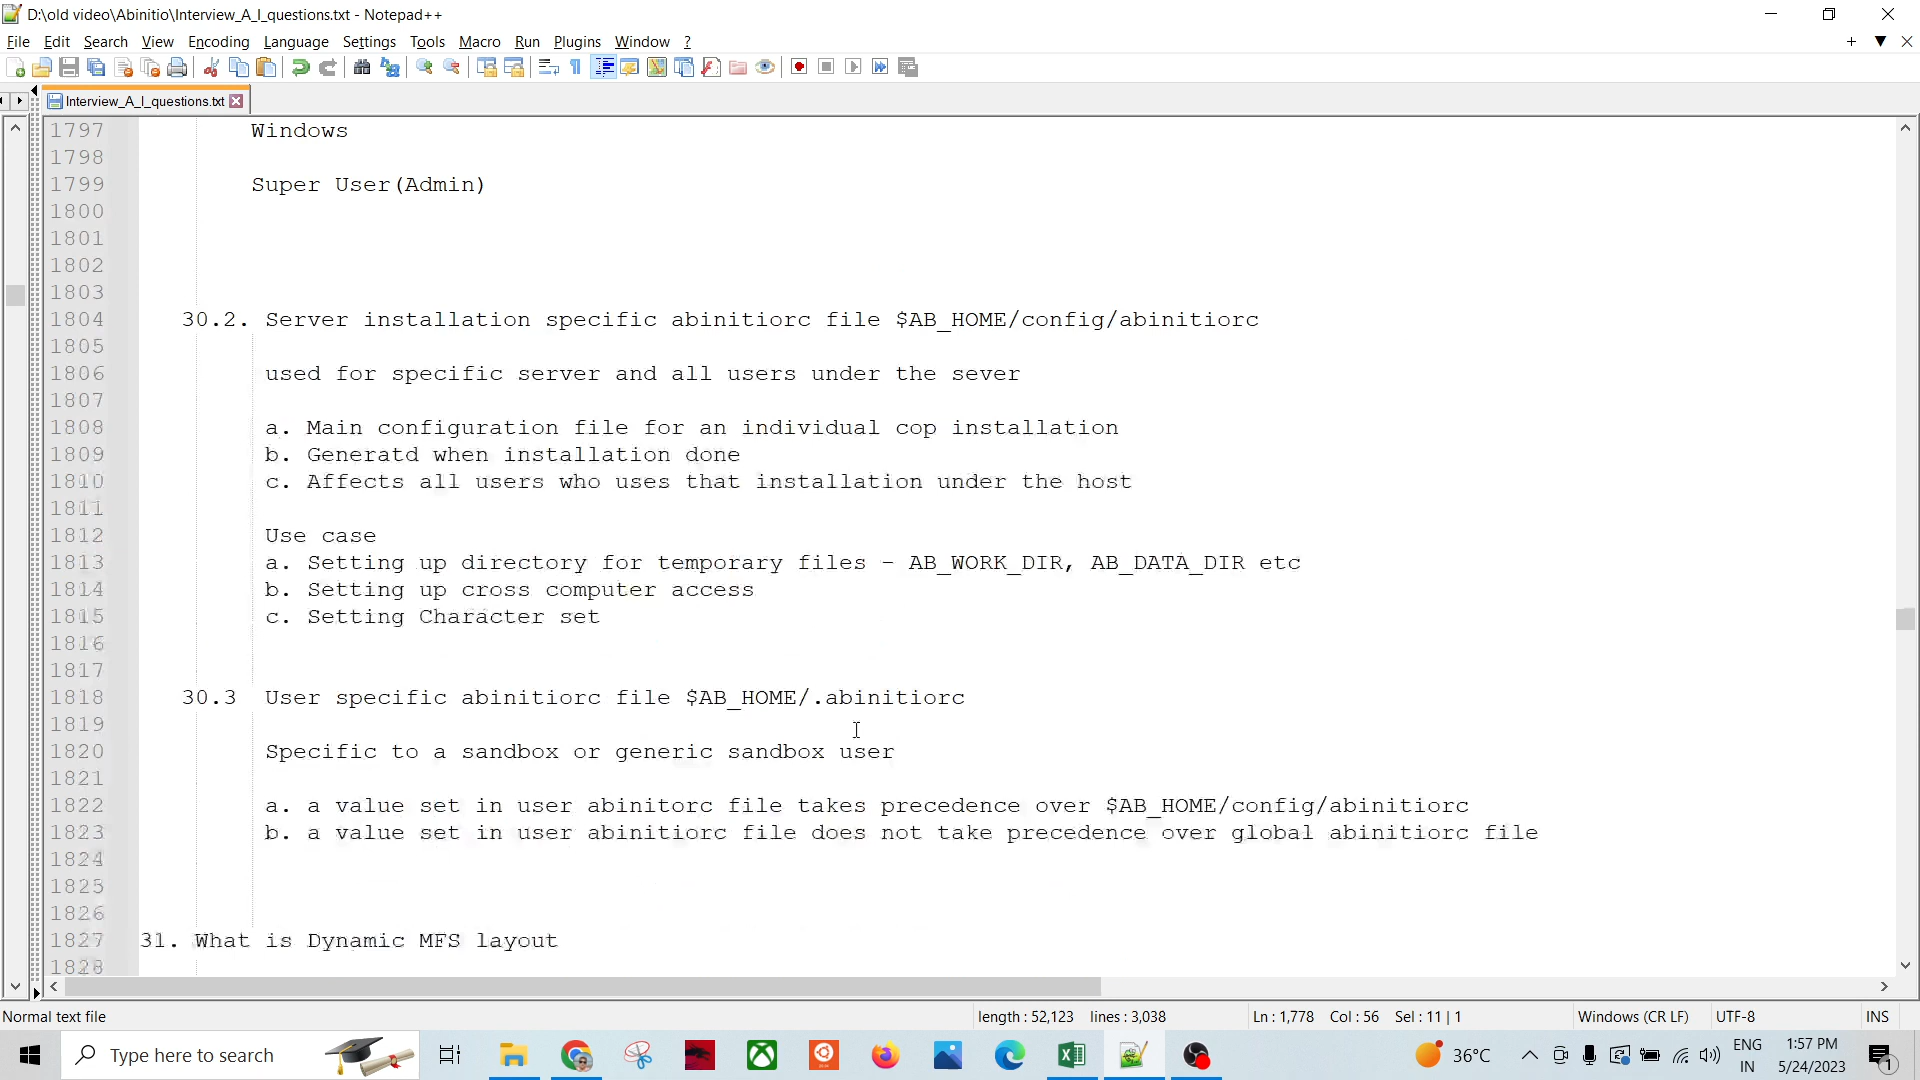 D:\old video\Abinitio\Interview_A_I_questions.txt - Notepad++
File Edit Search View Encoding Language Settings Tools Macro Run Plugins Window ?
Interview_A_I_questions.txt
1797 Windows
1798
1799 Super User(Admin)
1800
1801
1802
1803
1804 30.2. Server installation specific abinitiorc file $AB_HOME/config/abinitiorc
1805
1806 used for specific server and all users under the sever
1807
1808 a. Main configuration file for an individual cop installation
1809 b. Generatd when installation done
1810 c. Affects all users who uses that installation under the host
1811
1812 Use case
1813 a. Setting up directory for temporary files - AB_WORK_DIR, AB_DATA_DIR etc
1814 b. Setting up cross computer access
1815 c. Setting Character set
1816
1817
1818 30.3 User specific abinitiorc file $AB_HOME/.abinitiorc
1819
1820 Specific to a sandbox or generic sandbox user
1821
1822 a. a value set in user abinitorc file takes precedence over $AB_HOME/config/abinitiorc
1823 b. a value set in user abinitiorc file does not take precedence over global abinitiorc file
1824
1825
1826
1827 31. What is Dynamic MFS layout
1828
Normal text file length : 52,123 lines : 3,038 Ln : 1,778 Col : 56 Sel : 11 | 1 Windows (CR LF) UTF-8 INS
Type here to search 36°C ENG IN 1:57 PM 5/24/2023 1